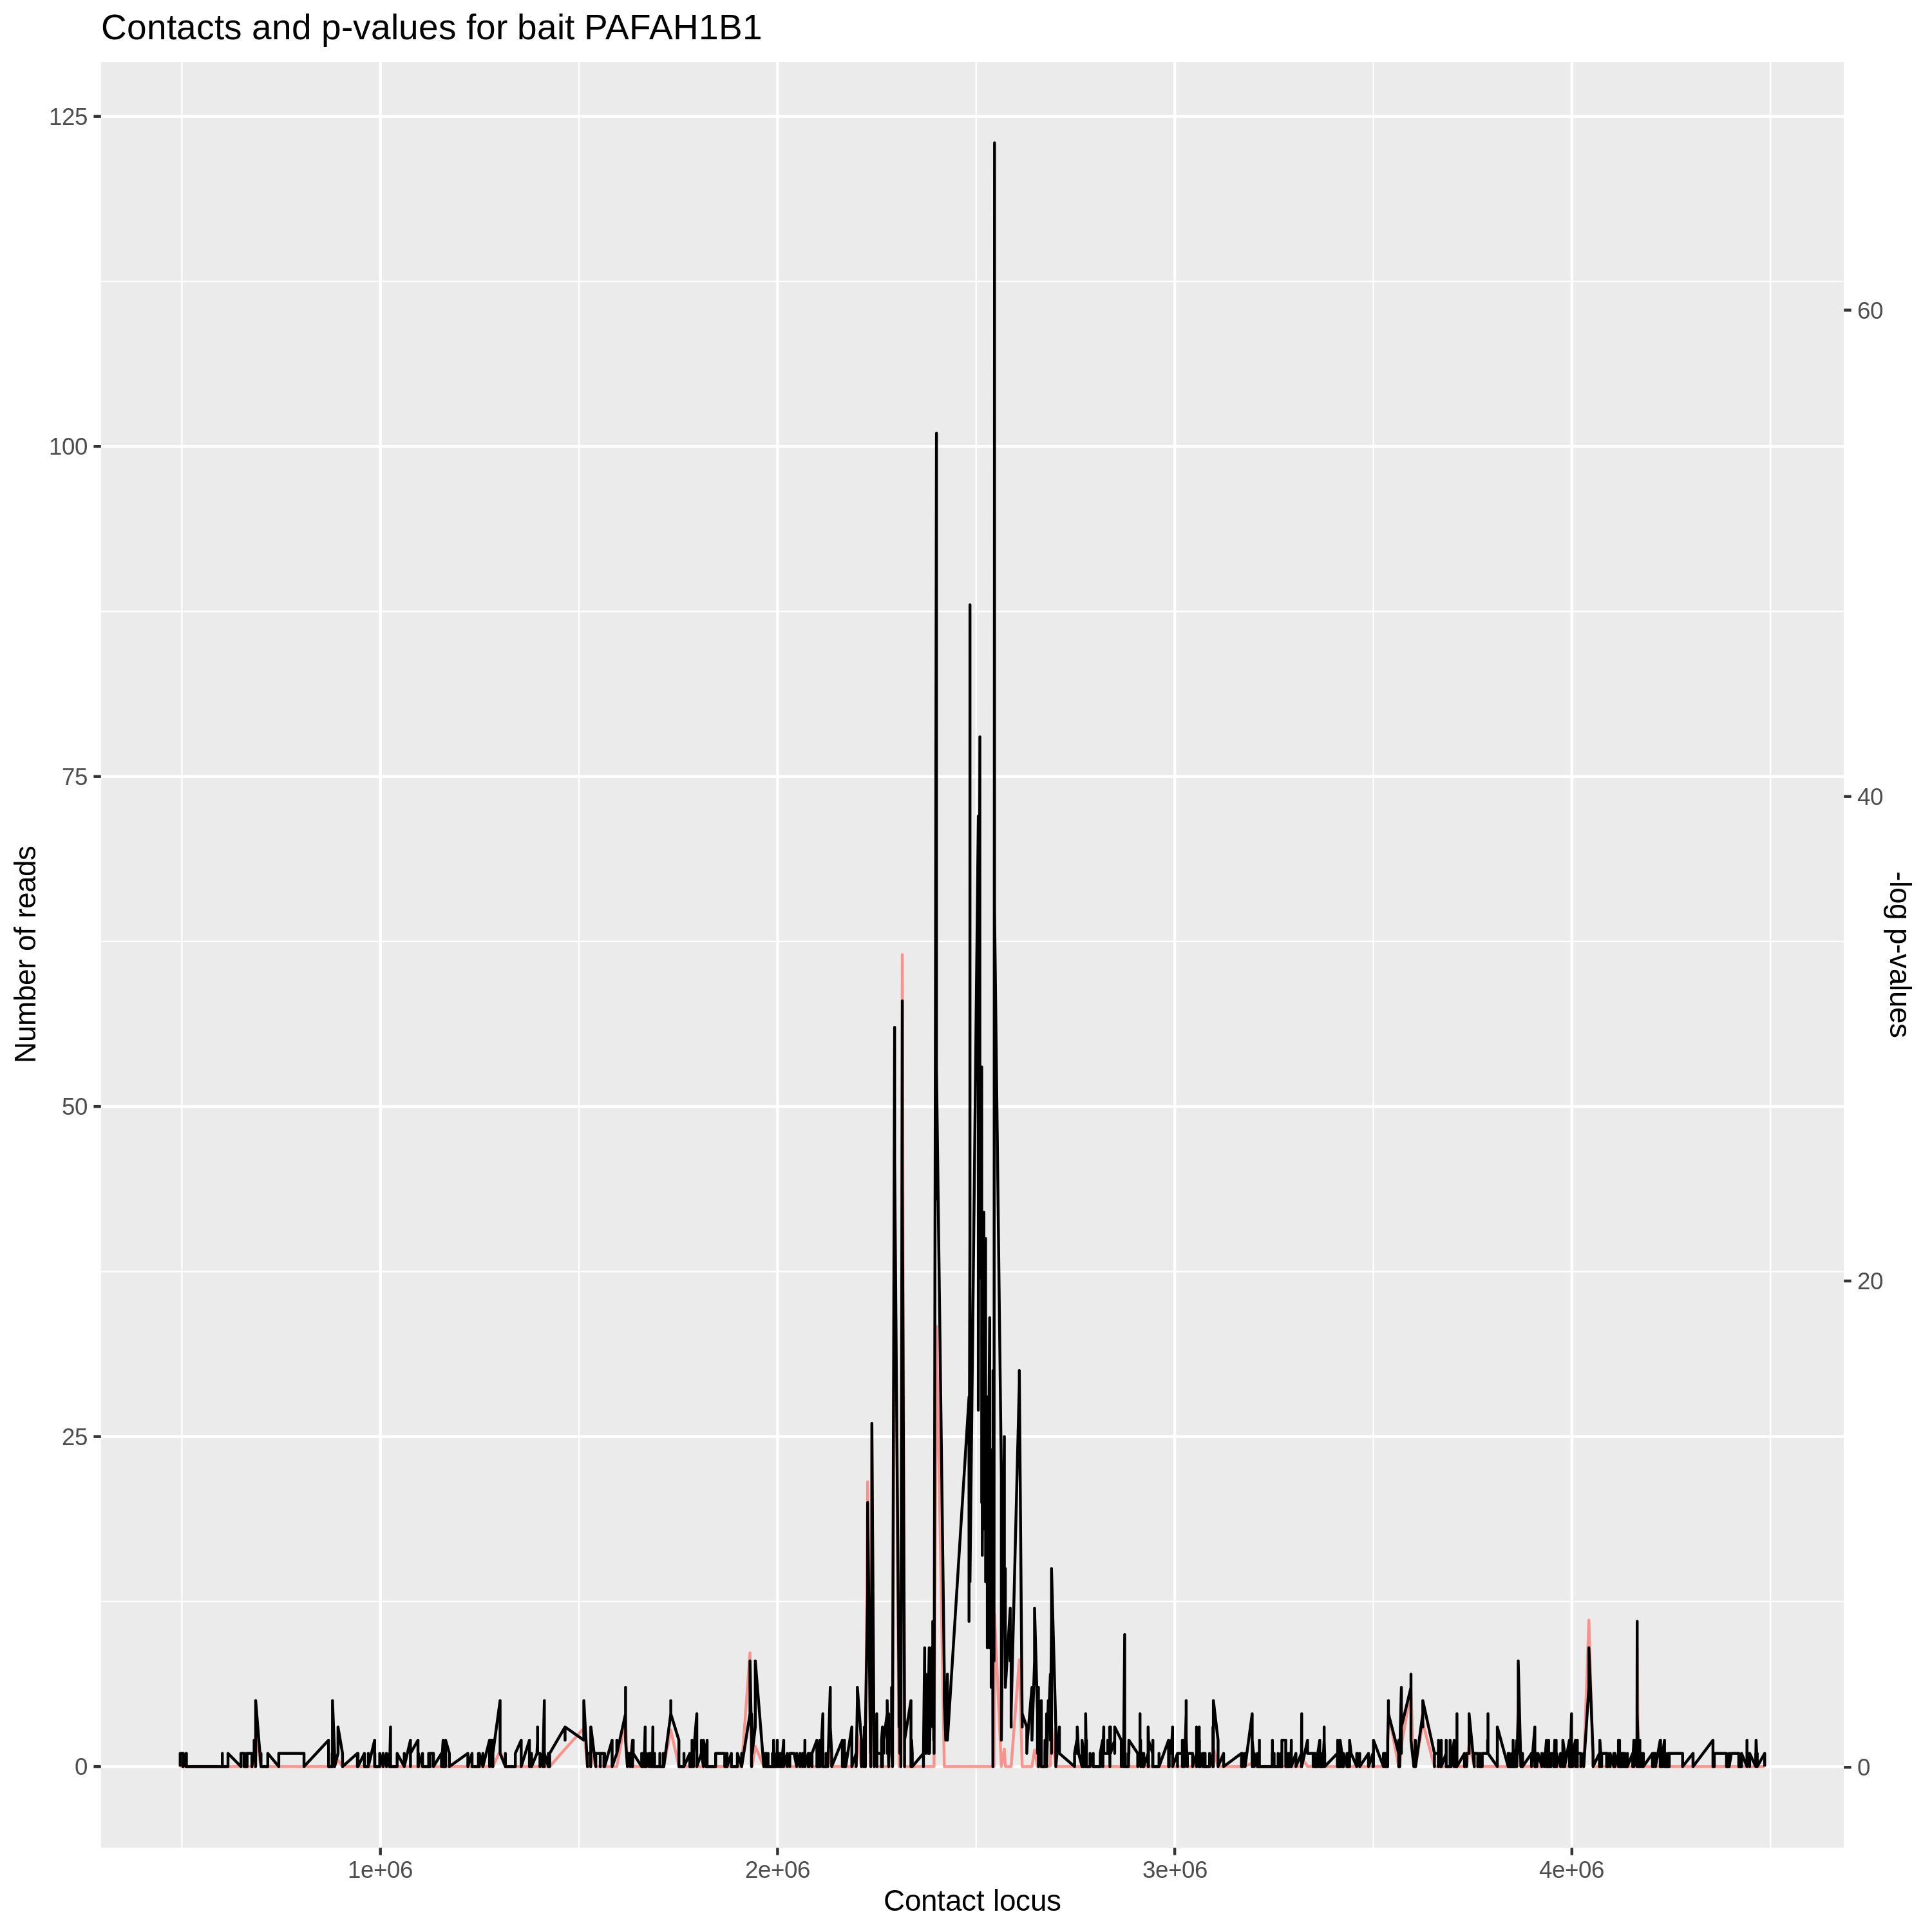 Contacts and p-values for bait PAFAH1B1
125
100
75
50
25
0
Number of reads
60
40
20
0
-log p-values
1e+06
2e+06
3e+06
4e+06
Contact locus